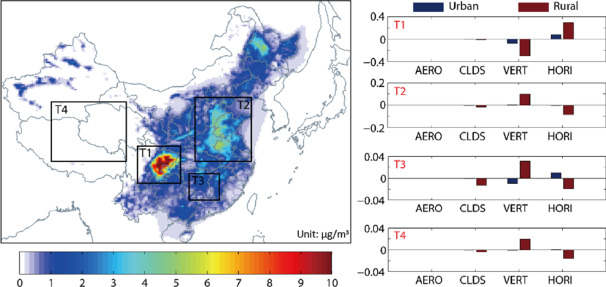 T4
T2
T1
T3
Unit: μg/m³
0 1 2 3 4 5 6 7 8 9 10
Urban Rural
0.4
T1
0
−0.4
AERO CLDS VERT HORI
0.2
T2
0
−0.2
AERO CLDS VERT HORI
0.04
T3
0
−0.04
AERO CLDS VERT HORI
0.04
T4
0
−0.04
AERO CLDS VERT HORI